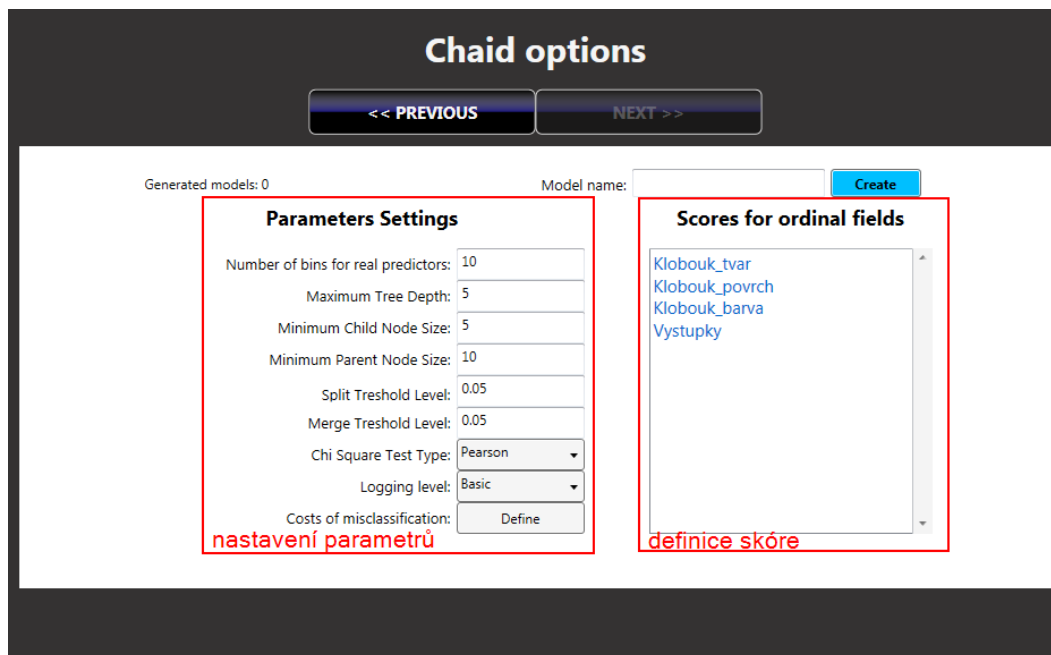 Chaid options
<< PREVIOUS
NEXT >>
Generated models: 0
Model name:
Create
Parameters Settings
Number of bins for real predictors: 10
Maximum Tree Depth: 5
Minimum Child Node Size: 5
Minimum Parent Node Size: 10
Split Treshold Level: 0.05
Merge Treshold Level: 0.05
Chi Square Test Type: Pearson
Logging level: Basic
Costs of misclassification: Define
nastavení parametrů
Scores for ordinal fields
Klobouk_tvar
Klobouk_povrch
Klobouk_barva
Vystupky
definice skóre